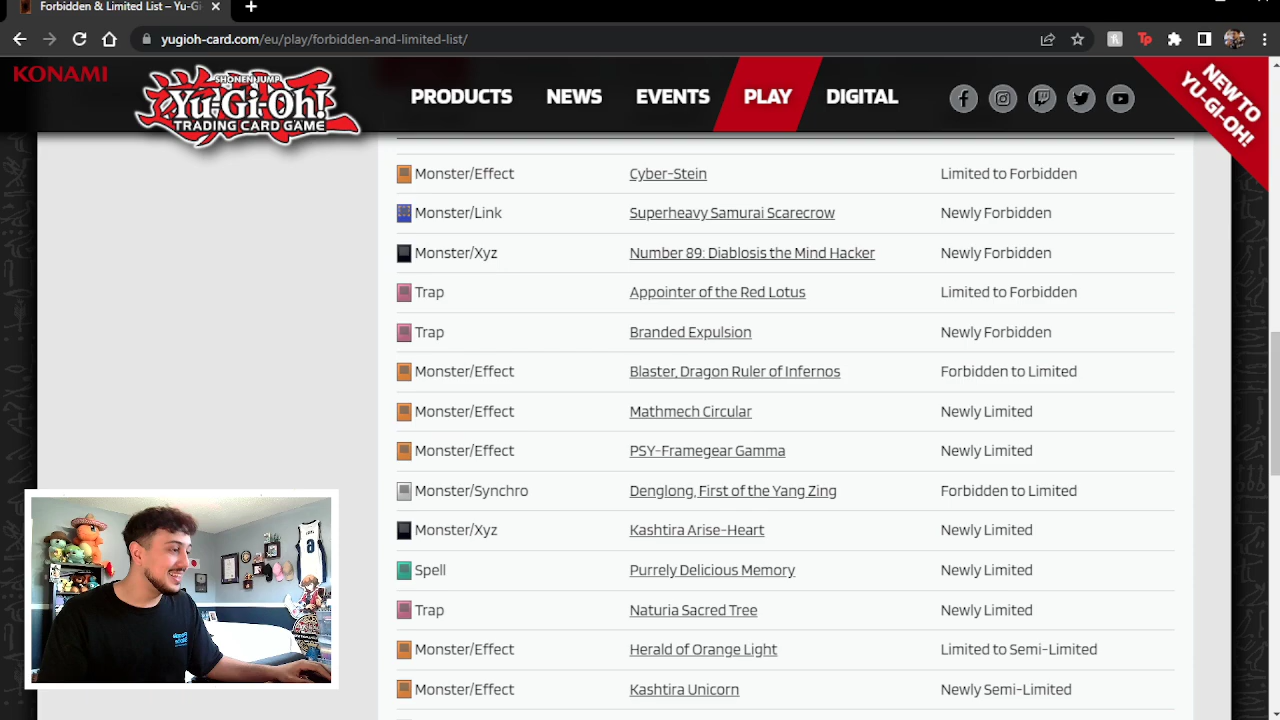 Forbidden & Limited List – Yu-Gi
yugioh-card.com/eu/play/forbidden-and-limited-list/
KONAMI
SHONEN JUMP
Yu-Gi-Oh!
TRADING CARD GAME
PRODUCTS NEWS EVENTS PLAY DIGITAL
NEW TO
YU-GI-OH!
Monster/Effect Cyber-Stein Limited to Forbidden
Monster/Link Superheavy Samurai Scarecrow Newly Forbidden
Monster/Xyz Number 89: Diablosis the Mind Hacker Newly Forbidden
Trap Appointer of the Red Lotus Limited to Forbidden
Trap Branded Expulsion Newly Forbidden
Monster/Effect Blaster, Dragon Ruler of Infernos Forbidden to Limited
Monster/Effect Mathmech Circular Newly Limited
Monster/Effect PSY-Framegear Gamma Newly Limited
Monster/Synchro Denglong, First of the Yang Zing Forbidden to Limited
Monster/Xyz Kashtira Arise-Heart Newly Limited
Spell Purrely Delicious Memory Newly Limited
Trap Naturia Sacred Tree Newly Limited
Monster/Effect Herald of Orange Light Limited to Semi-Limited
Monster/Effect Kashtira Unicorn Newly Semi-Limited